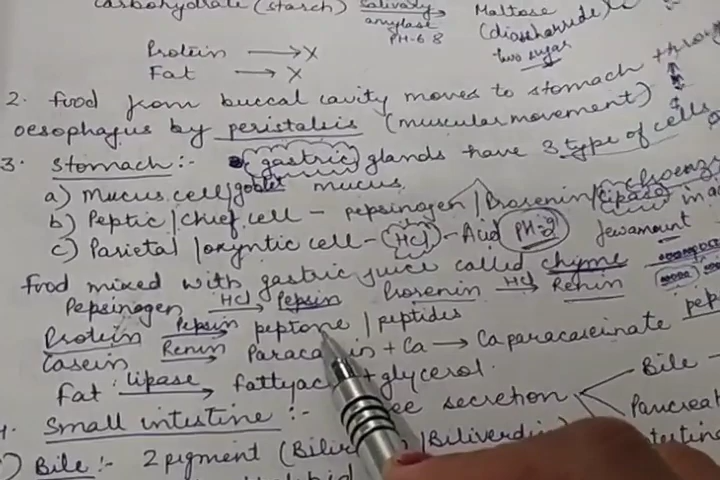 carbohydrate (starch) Salivary Maltose
amylase (disaccharide)
PH-6.8 two sugar
Protein → X
Fat → X
2. food from buccal cavity moves to stomach
oesophagus by peristalsis (muscular movement)
3. Stomach:- gastric glands have 3 type of cells
a) Mucus cell/goblet mucus
b) Peptic/chief cell - pepsinogen/Prorenin/lipase
c) Parietal/oxyntic cell - HCl - Acid PH=2 fewamount
food mixed with gastric juice called chyme
Pepsinogen HCl→ Pepsin Prorenin HCl→ Renin
Protein Pepsin→ peptone/peptides
Casein Renin→ + Ca → Ca paracaseinate
Fat lipase→ + glycerol.
Small intestine:- secretion Bile
Bile:- 2 pigment